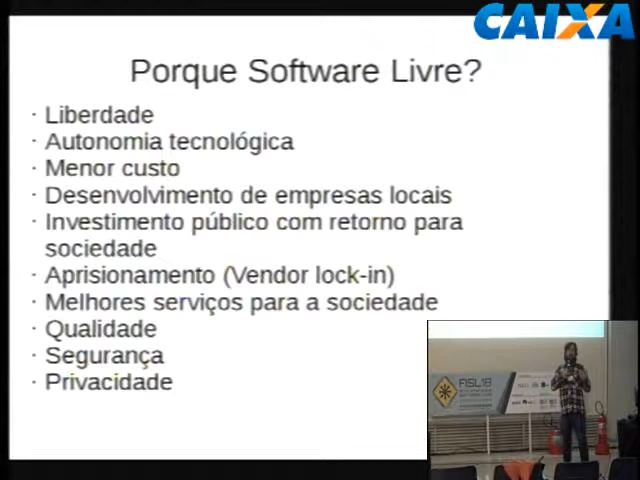 CAIXA
Porque Software Livre?
· Liberdade
· Autonomia tecnológica
· Menor custo
· Desenvolvimento de empresas locais
· Investimento público com retorno para
sociedade
· Aprisionamento (Vendor lock-in)
· Melhores serviços para a sociedade
· Qualidade
· Segurança
· Privacidade
FISL18